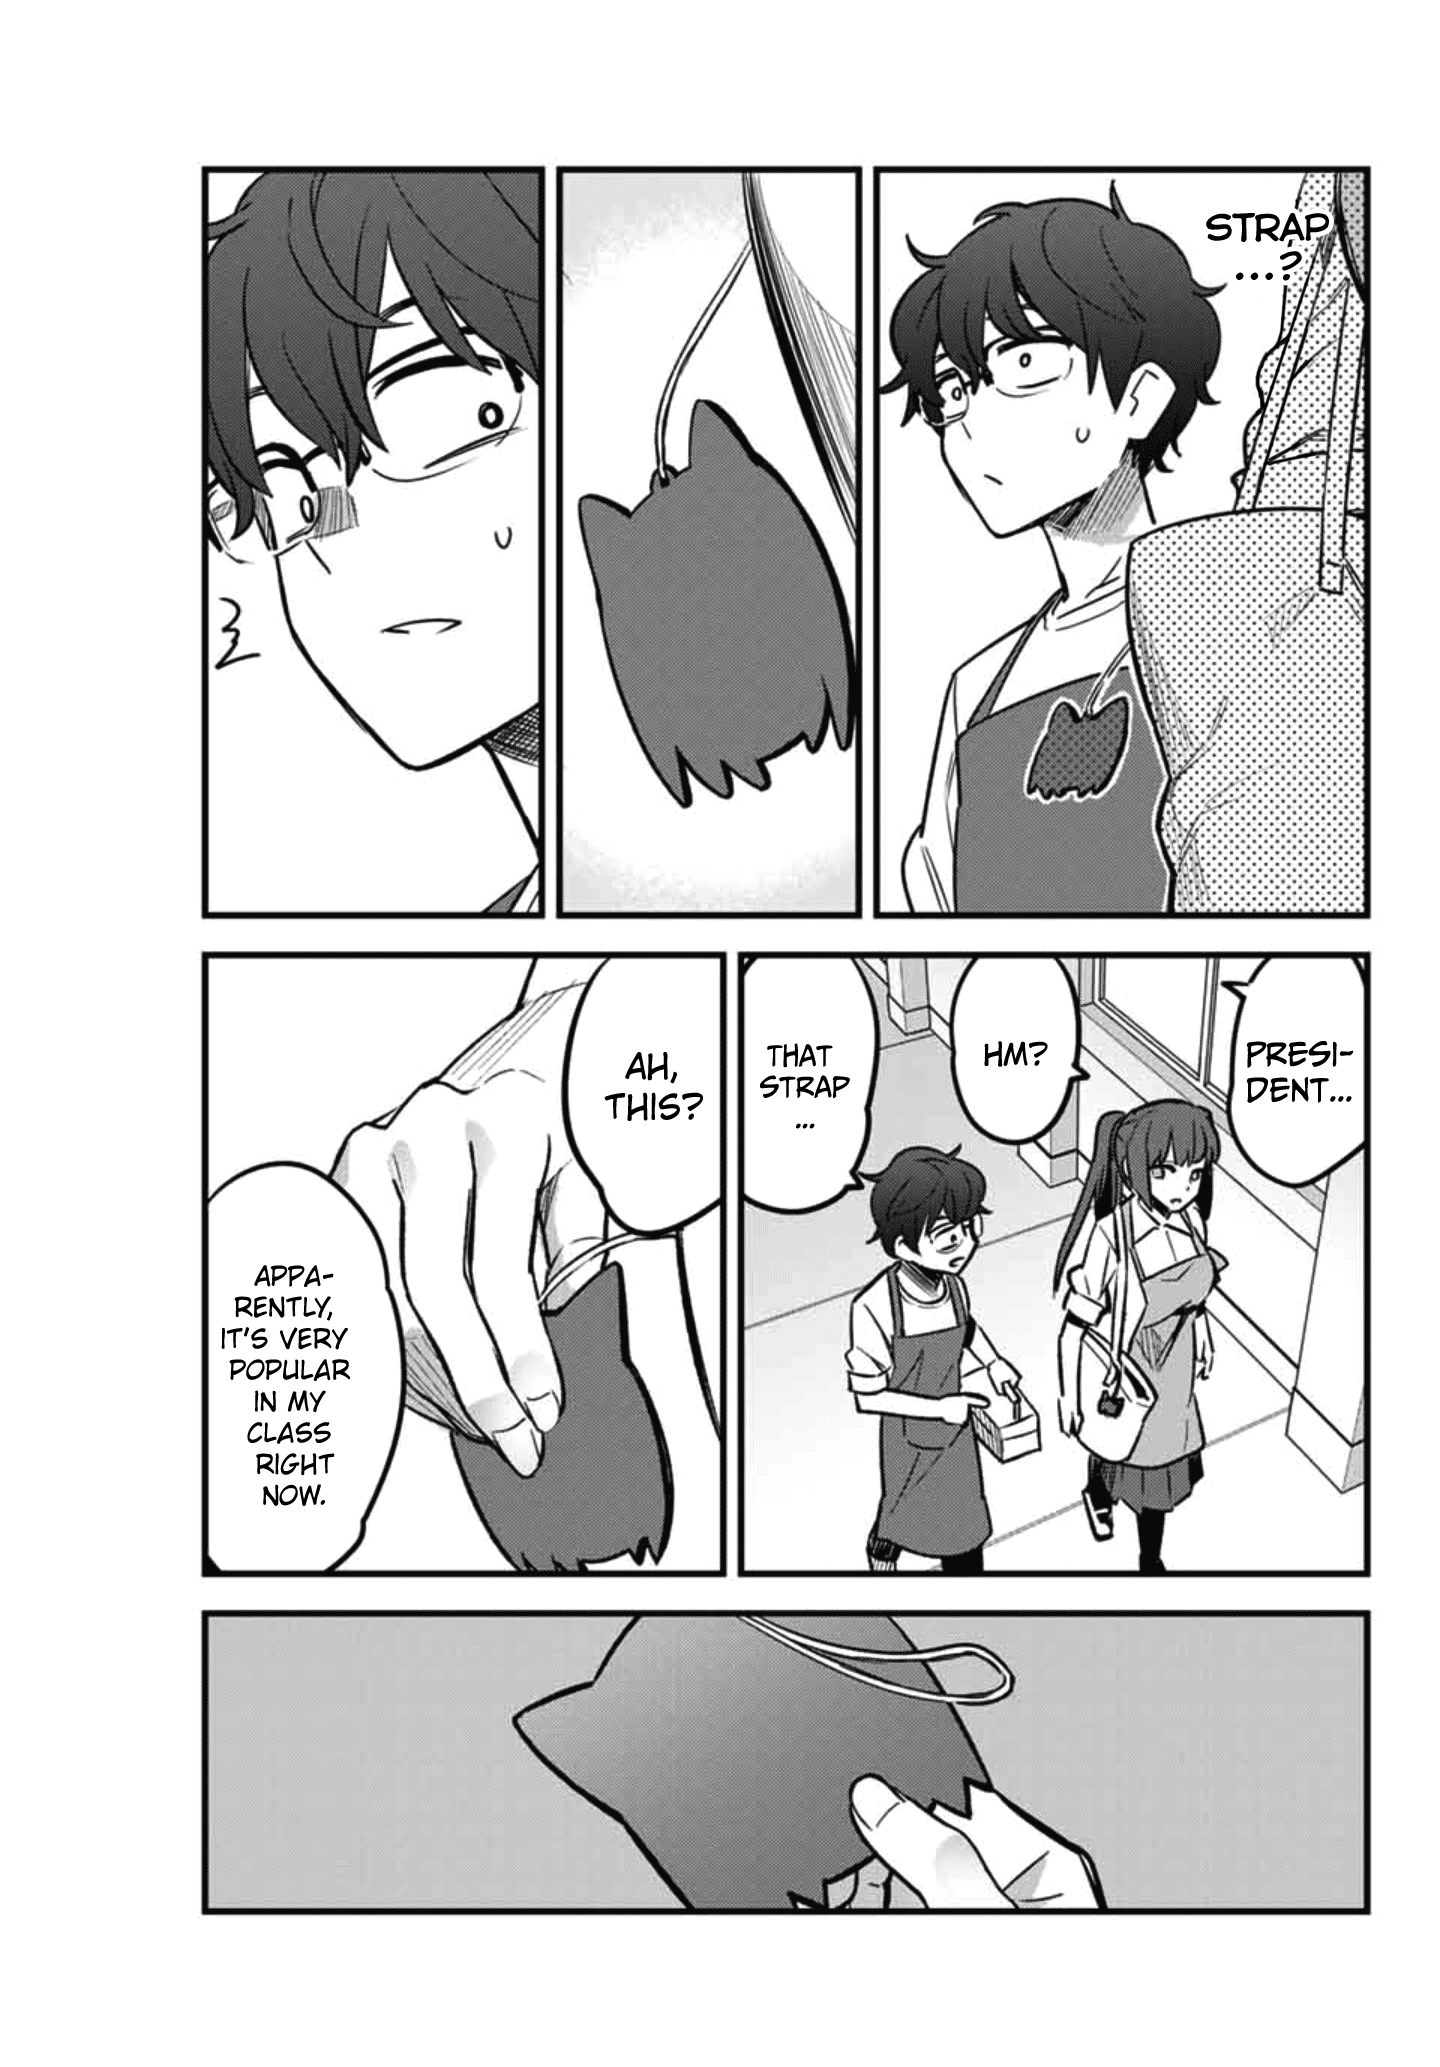 STRAP
...?
PRESI-
DENT...
HM?
THAT
STRAP
...
AH,
THIS?
APPA-
RENTLY,
IT'S VERY
POPULAR
IN MY
CLASS
RIGHT
NOW.